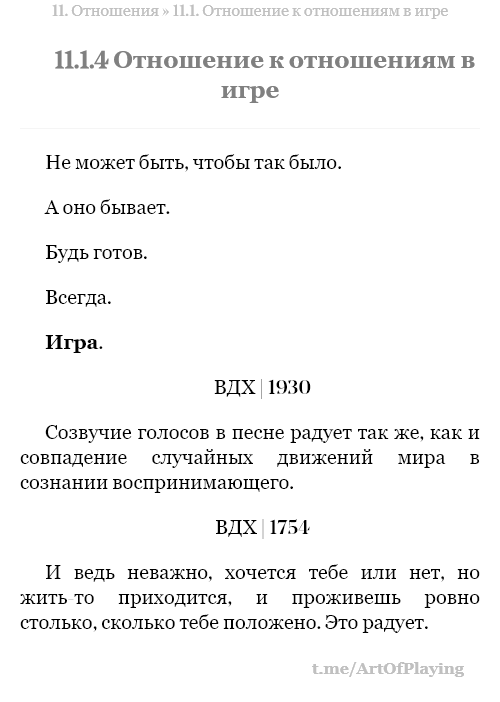 11. Отношения » 11.1. Отношение к отношениям в игре
11.1.4 Отношение к отношениям в
игре
Не может быть, чтобы так было.
А оно бывает.
Будь готов.
Всегда.
Игра.
ВДХ | 1930
Созвучие голосов в песне радует так же, как и
совпадение случайных движений мира в
сознании воспринимающего.
ВДХ | 1754
И ведь неважно, хочется тебе или нет, но
жить-то приходится, и проживешь ровно
столько, сколько тебе положено. Это радует.
t.me/ArtOfPlaying